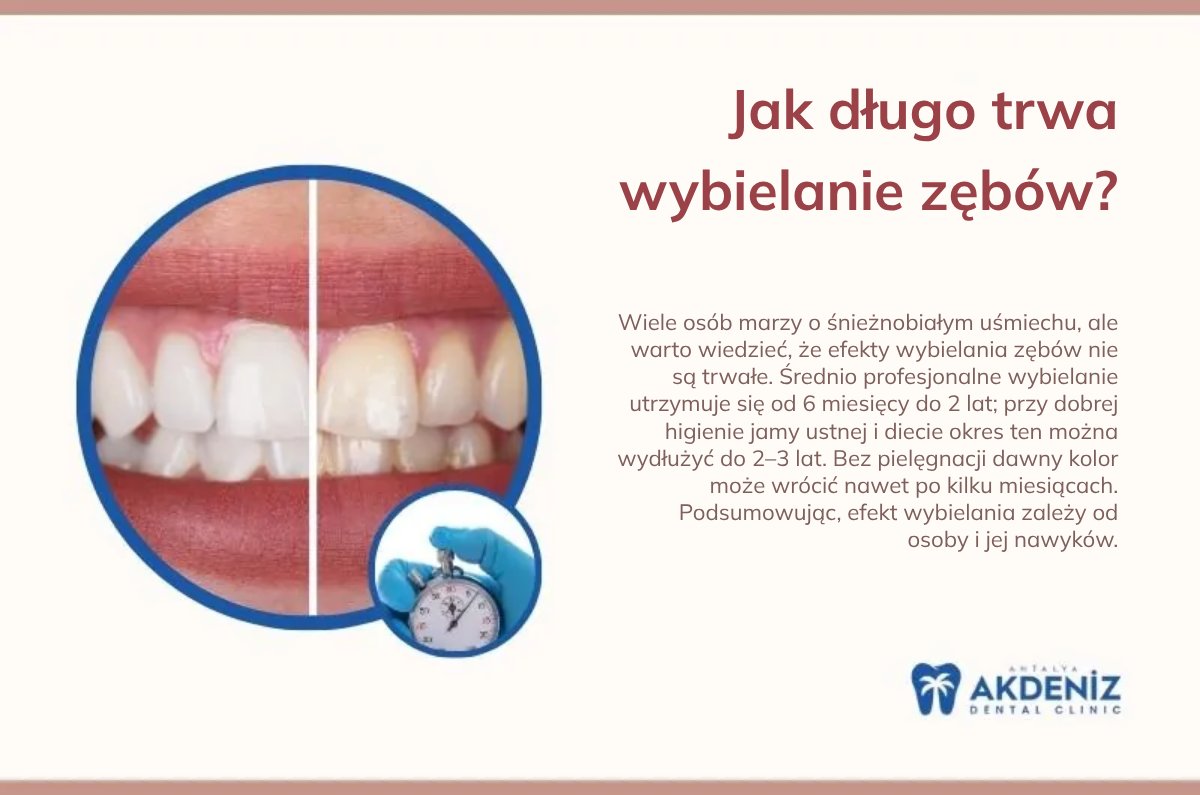 Jak długo trwa
wybielanie zębów?
Wiele osób marzy o śnieżnobiałym uśmiechu, ale
warto wiedzieć, że efekty wybielania zębów nie
są trwałe. Średnio profesjonalne wybielanie
utrzymuje się od 6 miesięcy do 2 lat; przy dobrej
higienie jamy ustnej i diecie okres ten można
wydłużyć do 2–3 lat. Bez pielęgnacji dawny kolor
może wrócić nawet po kilku miesiącach.
Podsumowując, efekt wybielania zależy od
osoby i jej nawyków.
ANTALYA
AKDENİZ
DENTAL CLINIC